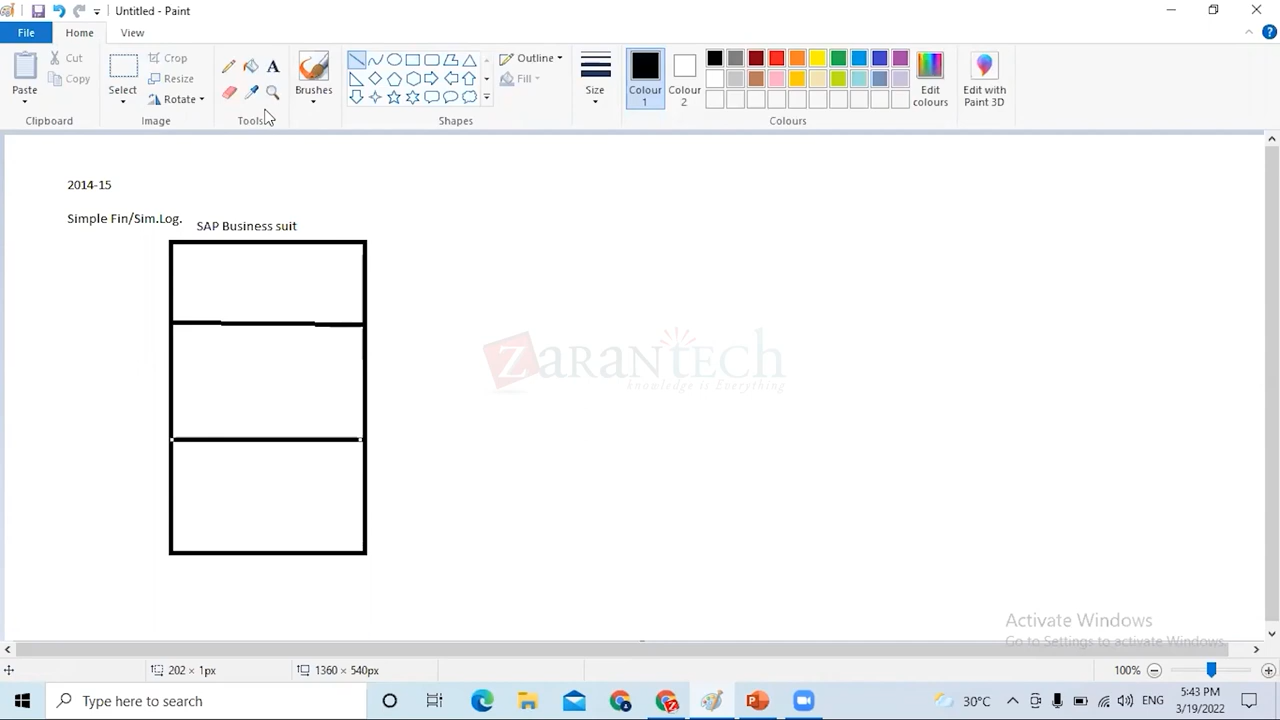 Untitled - Paint
File
Home
View
Paste
Cut
Copy
Clipboard
Select
Crop
Resize
Rotate
Image
Tools
Brushes
Shapes
Outline
Fill
Size
Colour 1
Colour 2
Edit colours
Edit with Paint 3D
Colours
2014-15
Simple Fin/Sim.Log.
SAP Business suit
zaranTech
knowledge is Everything
Activate Windows
Go to Settings to activate Windows.
202 × 1px
1360 × 540px
100%
Type here to search
30°C
ENG
5:43 PM
3/19/2022